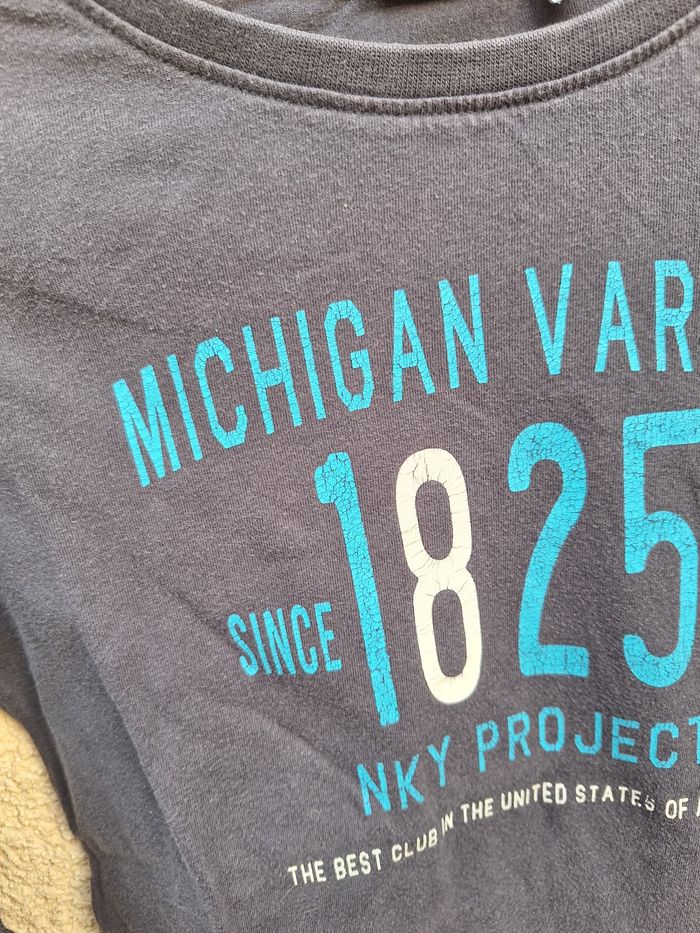 MICHIGAN VAR
SINCE 1825
NKY PROJECT
THE BEST CLUB IN THE UNITED STATES OF